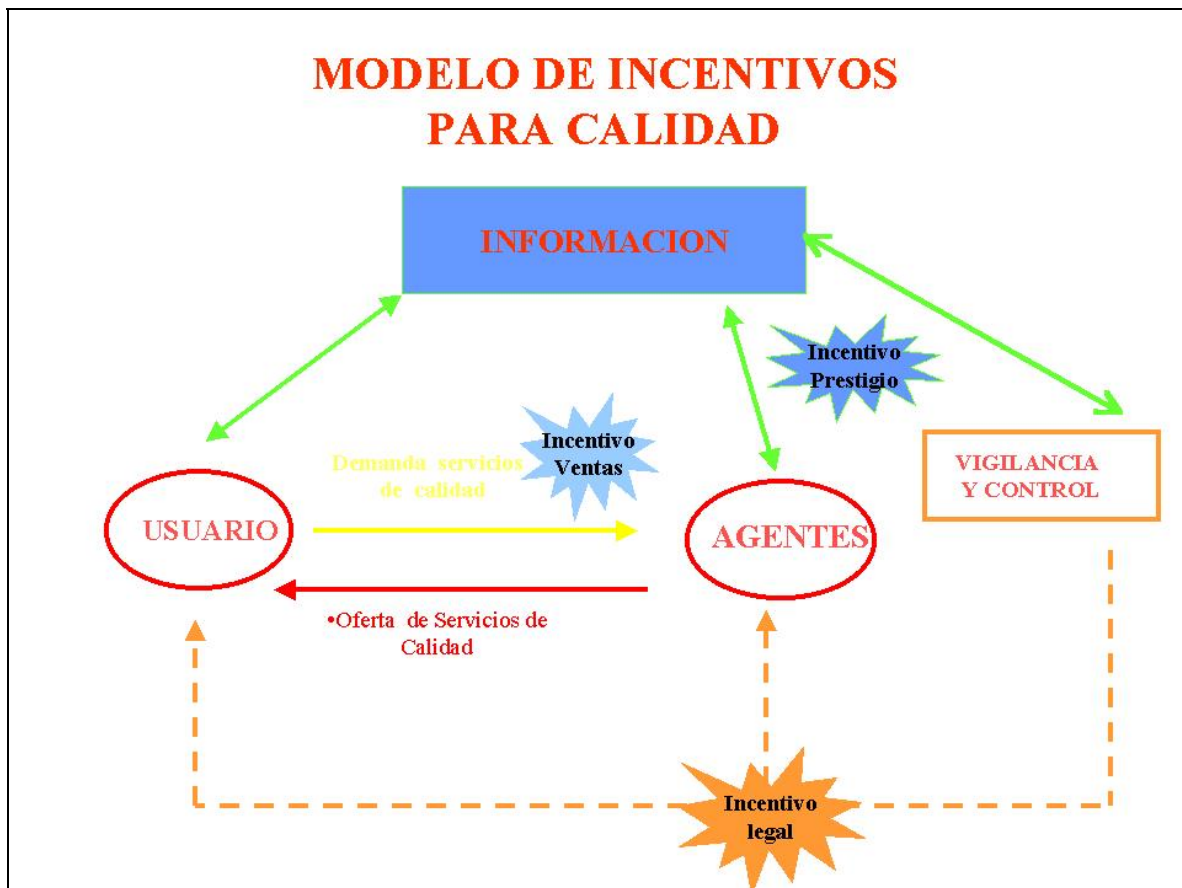 MODELO DE INCENTIVOS
PARA CALIDAD
INFORMACION
Incentivo
Prestigio
Incentivo
Ventas
Demanda servicios
de calidad
VIGILANCIA
Y CONTROL
USUARIO
AGENTES
•Oferta de Servicios de
Calidad
Incentivo
legal